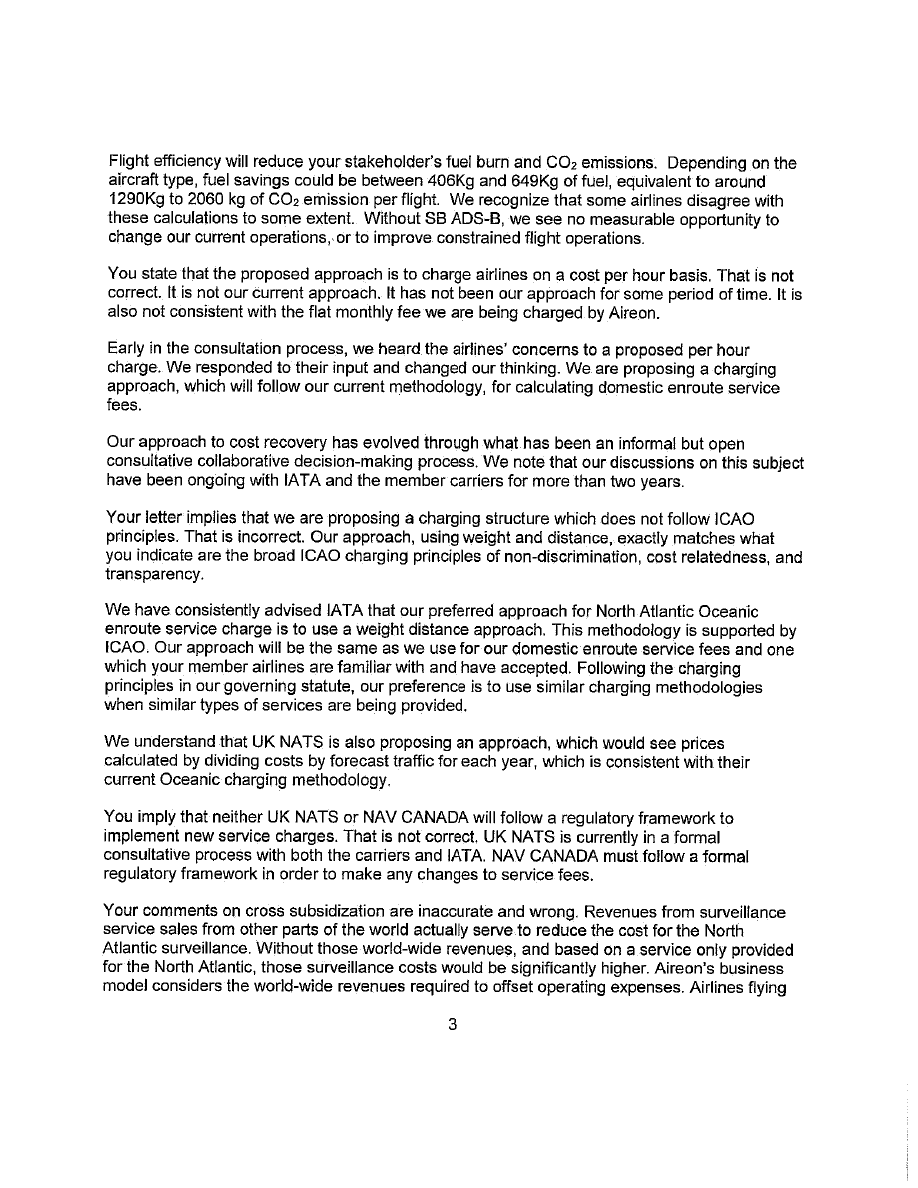 Flight efficiency will reduce your stakeholder's fuel burn and CO2 emissions. Depending on the
aircraft type, fuel savings could be between 406Kg and 649Kg of fuel, equivalent to around
1290Kg to 2060 kg of CO2 emission per flight. We recognize that some airlines disagree with
these calculations to some extent. Without SB ADS-B, we see no measurable opportunity to
change our current operations, or to improve constrained flight operations.
You state that the proposed approach is to charge airlines on a cost per hour basis. That is not
correct. It is not our current approach. It has not been our approach for some period of time. It is
also not consistent with the flat monthly fee we are being charged by Aireon.
Early in the consultation process, we heard the airlines' concerns to a proposed per hour
charge. We responded to their input and changed our thinking. We are proposing a charging
approach, which will follow our current methodology, for calculating domestic enroute service
fees.
Our approach to cost recovery has evolved through what has been an informal but open
consultative collaborative decision-making process. We note that our discussions on this subject
have been ongoing with IATA and the member carriers for more than two years.
Your letter implies that we are proposing a charging structure which does not follow ICAO
principles. That is incorrect. Our approach, using weight and distance, exactly matches what
you indicate are the broad ICAO charging principles of non-discrimination, cost relatedness, and
transparency.
We have consistently advised IATA that our preferred approach for North Atlantic Oceanic
enroute service charge is to use a weight distance approach. This methodology is supported by
ICAO. Our approach will be the same as we use for our domestic enroute service fees and one
which your member airlines are familiar with and have accepted. Following the charging
principles in our governing statute, our preference is to use similar charging methodologies
when similar types of services are being provided.
We understand that UK NATS is also proposing an approach, which would see prices
calculated by dividing costs by forecast traffic for each year, which is consistent with their
current Oceanic charging methodology.
You imply that neither UK NATS or NAV CANADA will follow a regulatory framework to
implement new service charges. That is not correct. UK NATS is currently in a formal
consultative process with both the carriers and IATA. NAV CANADA must follow a formal
regulatory framework in order to make any changes to service fees.
Your comments on cross subsidization are inaccurate and wrong. Revenues from surveillance
service sales from other parts of the world actually serve to reduce the cost for the North
Atlantic surveillance. Without those world-wide revenues, and based on a service only provided
for the North Atlantic, those surveillance costs would be significantly higher. Aireon's business
model considers the world-wide revenues required to offset operating expenses. Airlines flying
3